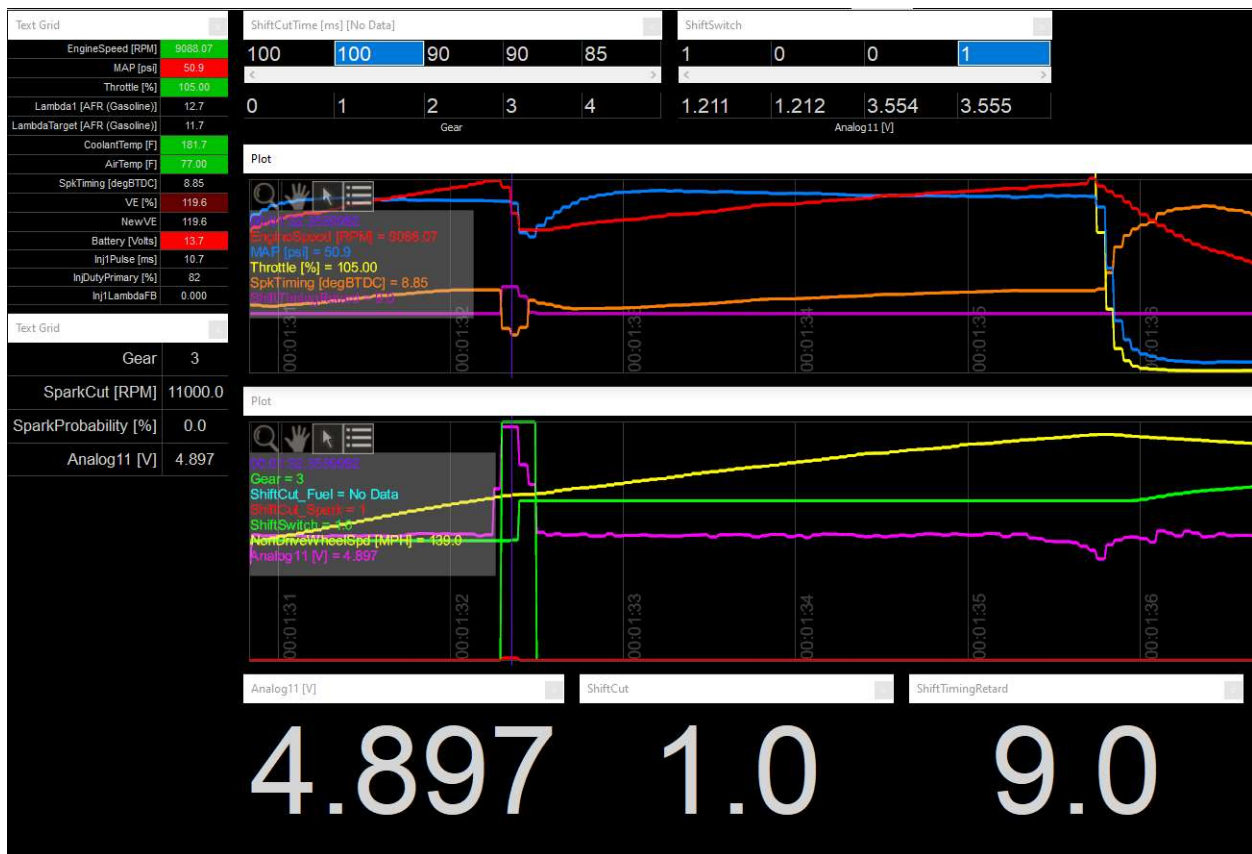 Text Grid
EngineSpeed [RPM] 9088.07
MAP [psi] 50.9
Throttle [%] 105.00
Lambda1 [AFR (Gasoline)] 12.7
LambdaTarget [AFR (Gasoline)] 11.7
CoolantTemp [F] 181.7
AirTemp [F] 77.00
SpkTiming [degBTDC] 8.85
VE [%] 119.6
NewVE 119.6
Battery [Volts] 13.7
Inj1Pulse [ms] 10.7
InjDutyPrimary [%] 82
Inj1LambdaFB 0.000
Text Grid
Gear 3
SparkCut [RPM] 11000.0
SparkProbability [%] 0.0
Analog11 [V] 4.897
ShiftCutTime [ms] [No Data]
100 100 90 90 85
0 1 2 3 4
Gear
ShiftSwitch
1 0 0 1
1.211 1.212 3.554 3.555
Analog11 [V]
Plot
EngineSpeed [RPM] = 9088.07
MAP [psi] = 50.9
Throttle [%] = 105.00
SpkTiming [degBTDC] = 8.85
00:01:31 00:01:32 00:01:33 00:01:34 00:01:35 00:01:36
Plot
Gear = 3
ShiftCut_Fuel = No Data
ShiftCut_Spark = 1
ShiftSwitch = 1.0
NonDriveWheelSpd [MPH] = 139.0
Analog11 [V] = 4.897
00:01:31 00:01:32 00:01:33 00:01:34 00:01:35 00:01:36
Analog11 [V]
4.897
ShiftCut
1.0
ShiftTimingRetard
9.0